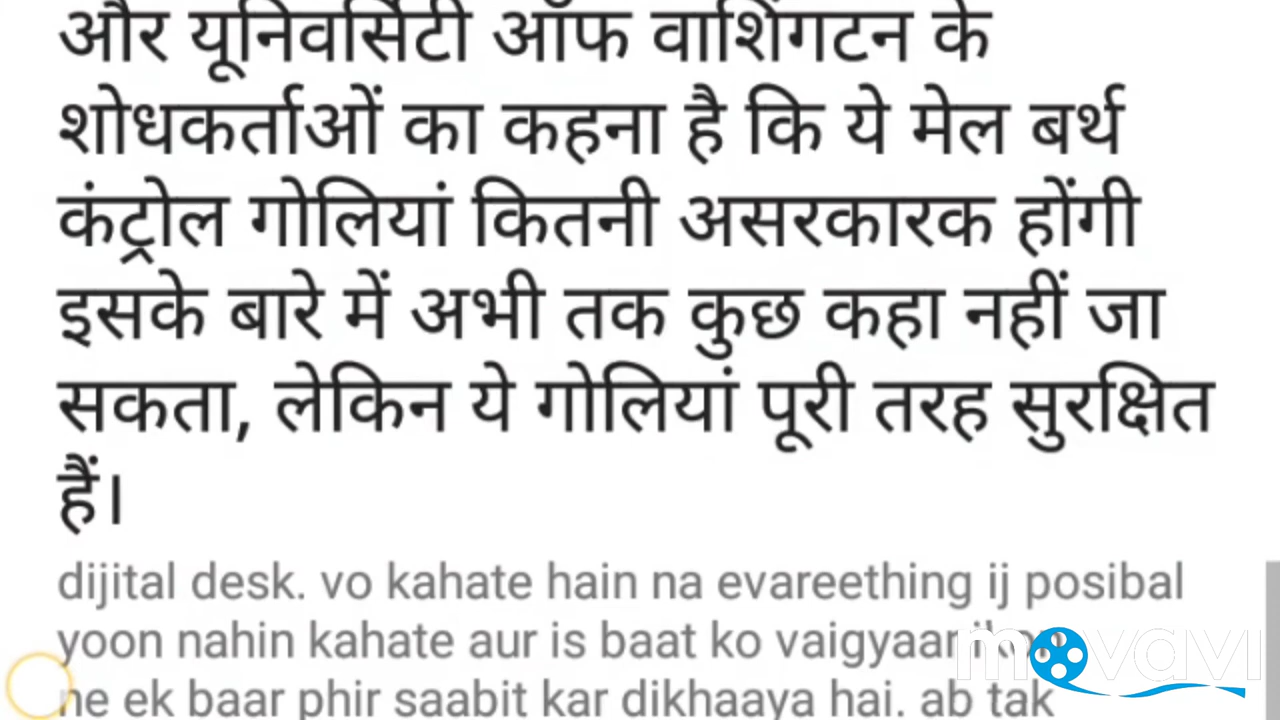 और यूनिवर्सिटी ऑफ वाशिंगटन के
शोधकर्ताओं का कहना है कि ये मेल बर्थ
कंट्रोल गोलियां कितनी असरकारक होंगी
इसके बारे में अभी तक कुछ कहा नहीं जा
सकता, लेकिन ये गोलियां पूरी तरह सुरक्षित
हैं।
dijital desk. vo kahate hain na evareething ij posibal
yoon nahin kahate aur is baat ko vaigyaanikon
ne ek baar phir saabit kar dikhaaya hai. ab tak
movavi